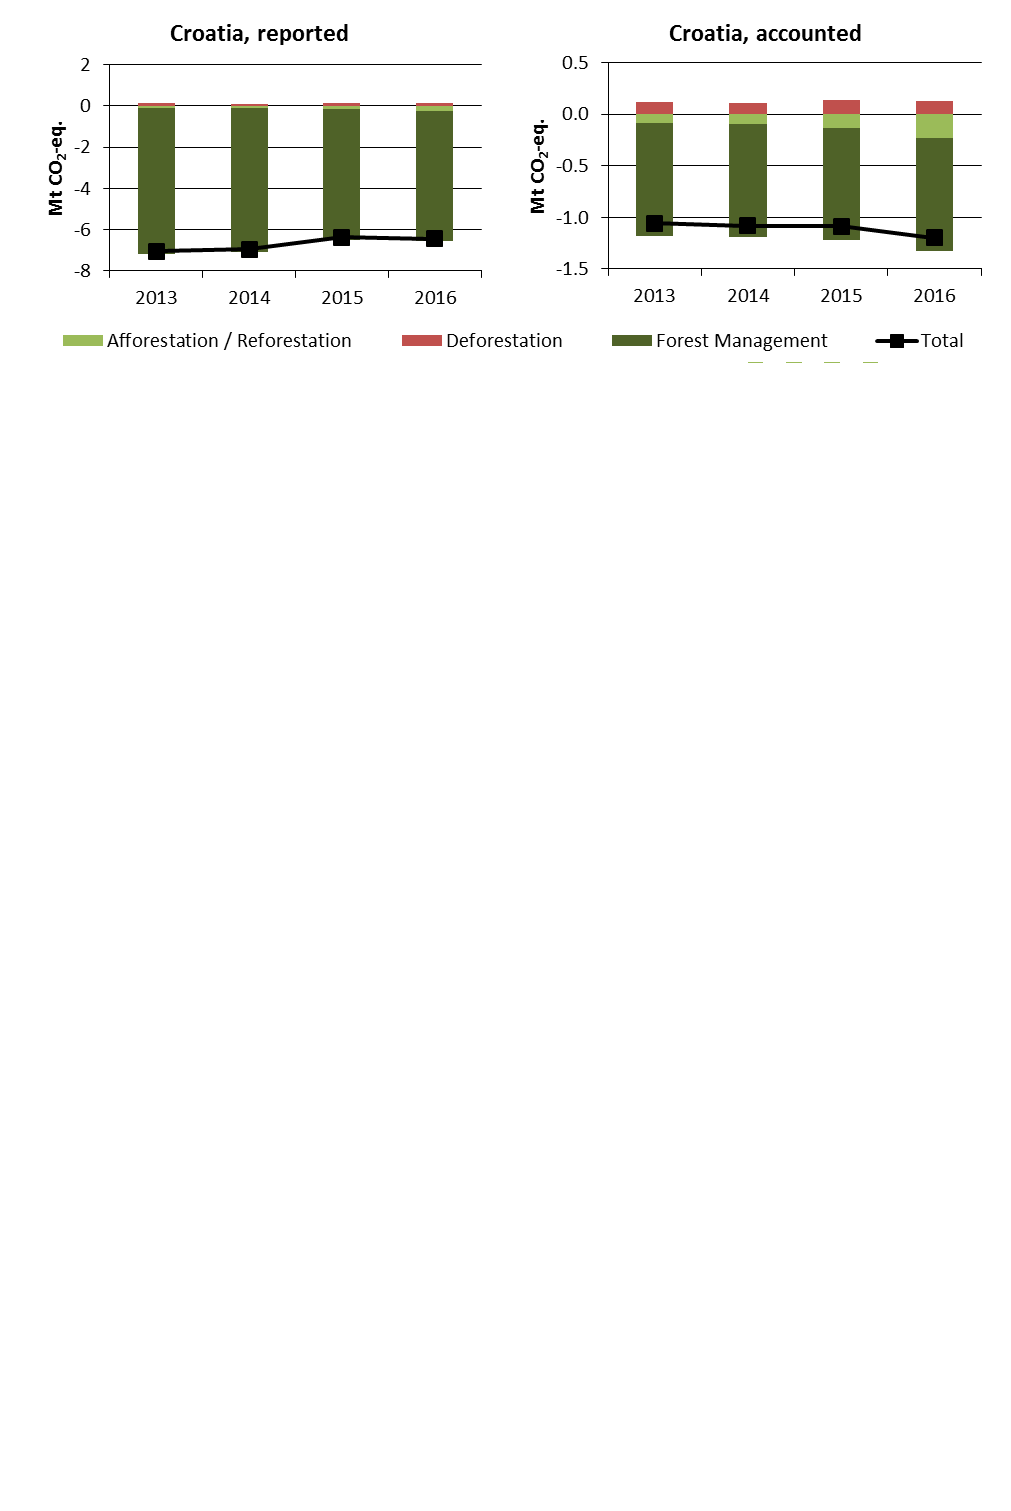 Croatia, reported
Mt CO₂-eq.
2
0
-2
-4
-6
-8
2013 2014 2015 2016
Croatia, accounted
Mt CO₂-eq.
0.5
0.0
-0.5
-1.0
-1.5
2013 2014 2015 2016
Afforestation / Reforestation Deforestation Forest Management Total